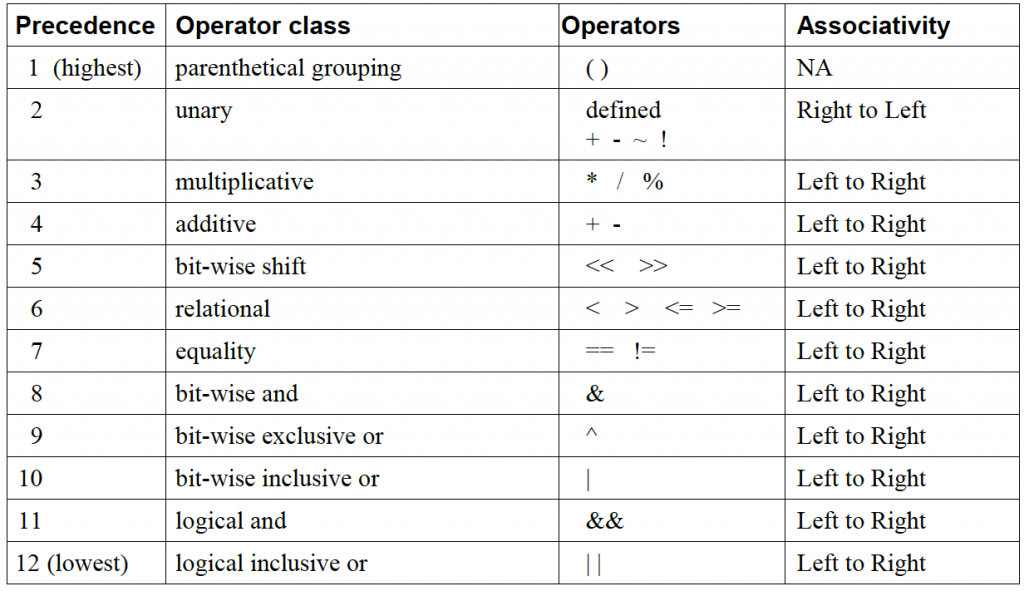 Precedence Operator class Operators Associativity
1 (highest) parenthetical grouping ( ) NA
2 unary defined Right to Left
+ - ~ !
3 multiplicative * / % Left to Right
4 additive + - Left to Right
5 bit-wise shift << >> Left to Right
6 relational < > <= >= Left to Right
7 equality == != Left to Right
8 bit-wise and & Left to Right
9 bit-wise exclusive or ^ Left to Right
10 bit-wise inclusive or | Left to Right
11 logical and && Left to Right
12 (lowest) logical inclusive or || Left to Right